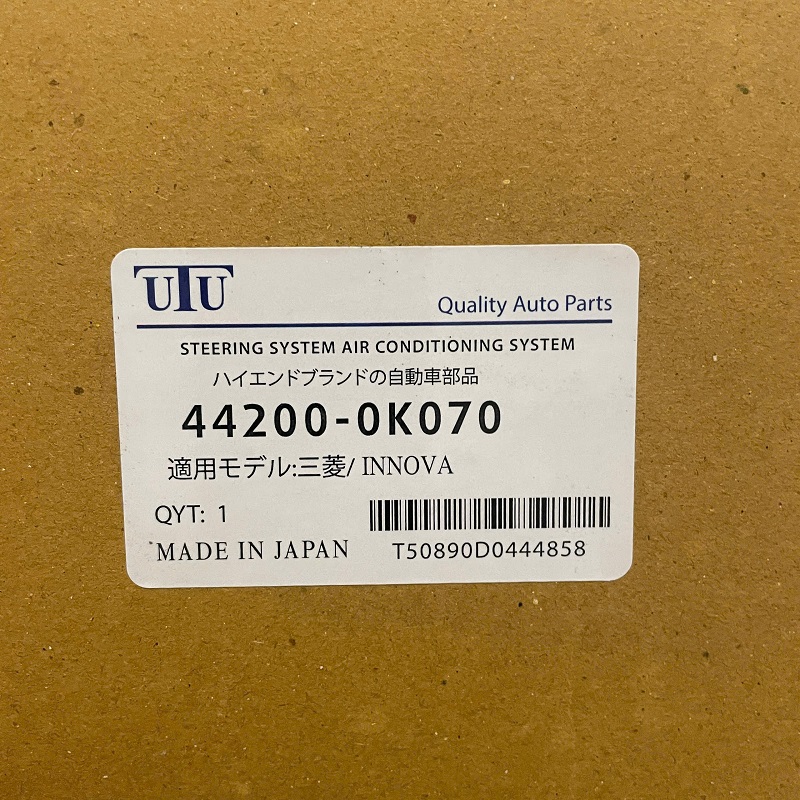 UTU
Quality Auto Parts
STEERING SYSTEM AIR CONDITIONING SYSTEM
ハイエンドブランドの自動車部品
44200-0K070
適用モデル:三菱/ INNOVA
QYT: 1
MADE IN JAPAN
T50890D0444858